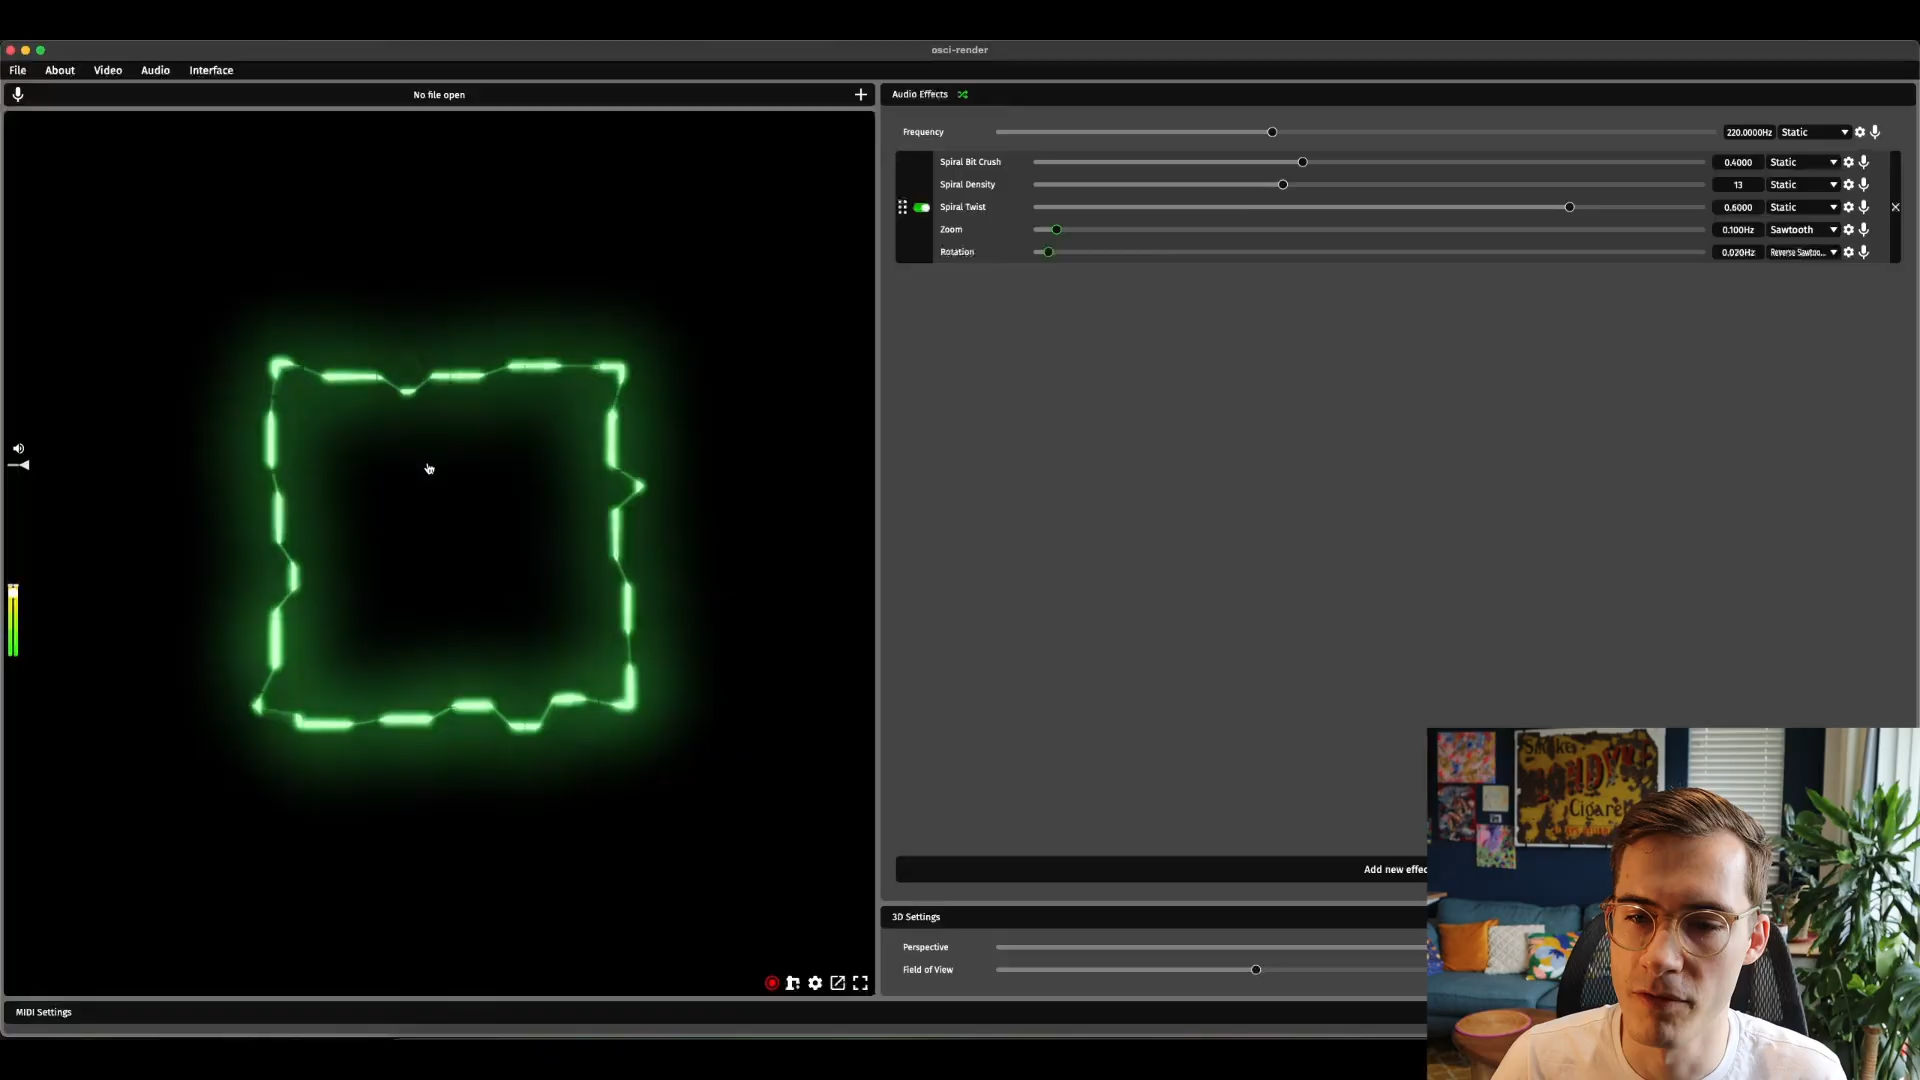 osci-render
File About Video Audio Interface
No file open
Audio Effects
Frequency 220.0000Hz Static
Spiral Bit Crush 0.4000 Static
Spiral Density 13 Static
Spiral Twist 0.6000 Static
Zoom 0.100Hz Sawtooth
Rotation 0.020Hz Reverse Sawtoo...
Add new effec
3D Settings
Perspective
Field of View
MIDI Settings
Smoke
Cigare